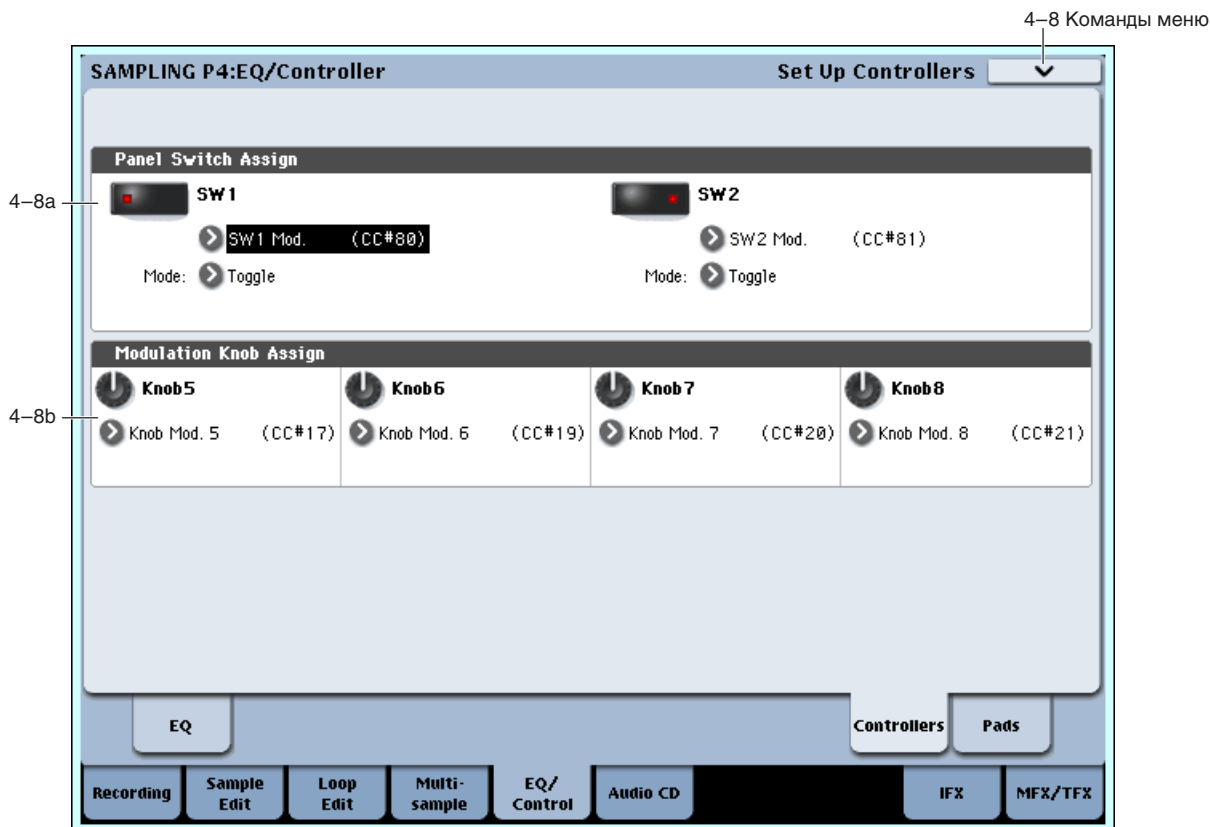 4–8 Команды меню
SAMPLING P4:EQ/Controller Set Up Controllers
Panel Switch Assign
4–8a
SW1 SW2
SW1 Mod. (CC#80) SW2 Mod. (CC#81)
Mode: Toggle Mode: Toggle
Modulation Knob Assign
Knob5 Knob6 Knob7 Knob8
4–8b
Knob Mod. 5 (CC#17) Knob Mod. 6 (CC#19) Knob Mod. 7 (CC#20) Knob Mod. 8 (CC#21)
EQ Controllers Pads
Recording Sample Edit Loop Edit Multi-sample EQ/Control Audio CD IFX MFX/TFX